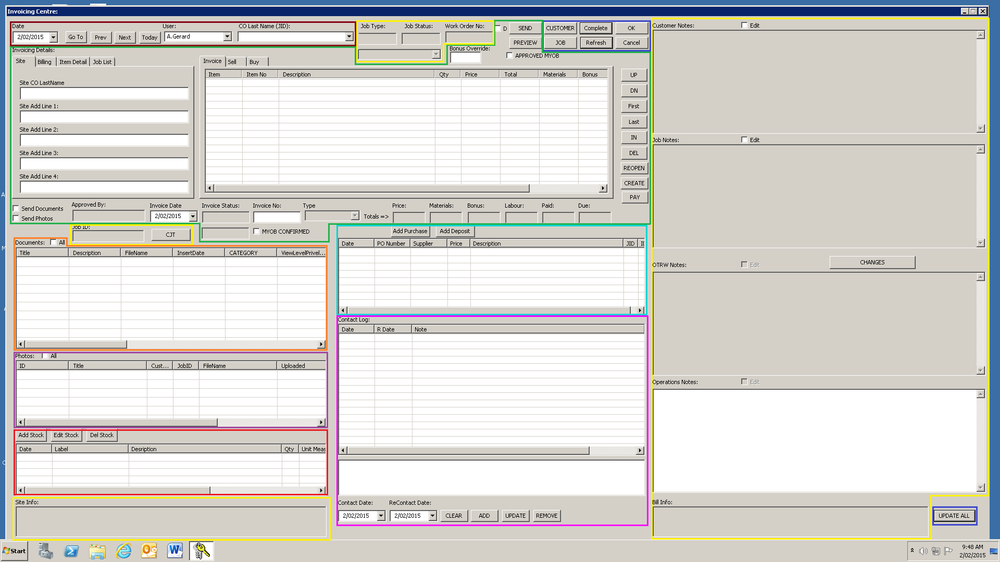 Invoicing Centre:
Date User: CO Last Name (JID): Job Type: Job Status: Work Order No: D SEND CUSTOMER Complete OK Customer Notes: Edit
2/02/2015 Go To Prev Next Today A.Gerard PREVIEW JOB Refresh Cancel
Invoicing Details: Bonus Override: APPROVED MYOB
Site Billing Item Detail Job List Invoice Sell Buy
Item Item No Description Qty Price Total Materials Bonus UP
Site CO LastName
DN
Site Add Line 1: First
Last
Site Add Line 2:
IN Job Notes: Edit
Site Add Line 3: DEL
REOPEN
Site Add Line 4: CREATE
PAY
Send Documents Approved By: Invoice Date Invoice Status: Invoice No: Type Price: Materials: Bonus: Labour: Paid: Due:
Send Photos 2/02/2015 Totals =>
Job ID: CJT MYOB CONFIRMED Add Purchase Add Deposit
Documents: All Date PO Number Supplier Price Description JID
Title Description FileName InsertDate CATEGORY ViewLevelPrivel...
OTRW Notes: Edit CHANGES
Contact Log:
Date R Date Note
Photos: All
ID Title Cust... JobID FileName Uploaded
Operations Notes: Edit
Add Stock Edit Stock Del Stock
Date Label Desription Qty Unit Meas
Site Info: Contact Date: ReContact Date: Bill Info:
2/02/2015 2/02/2015 CLEAR ADD UPDATE REMOVE UPDATE ALL
Start 9:48 AM
2/02/2015